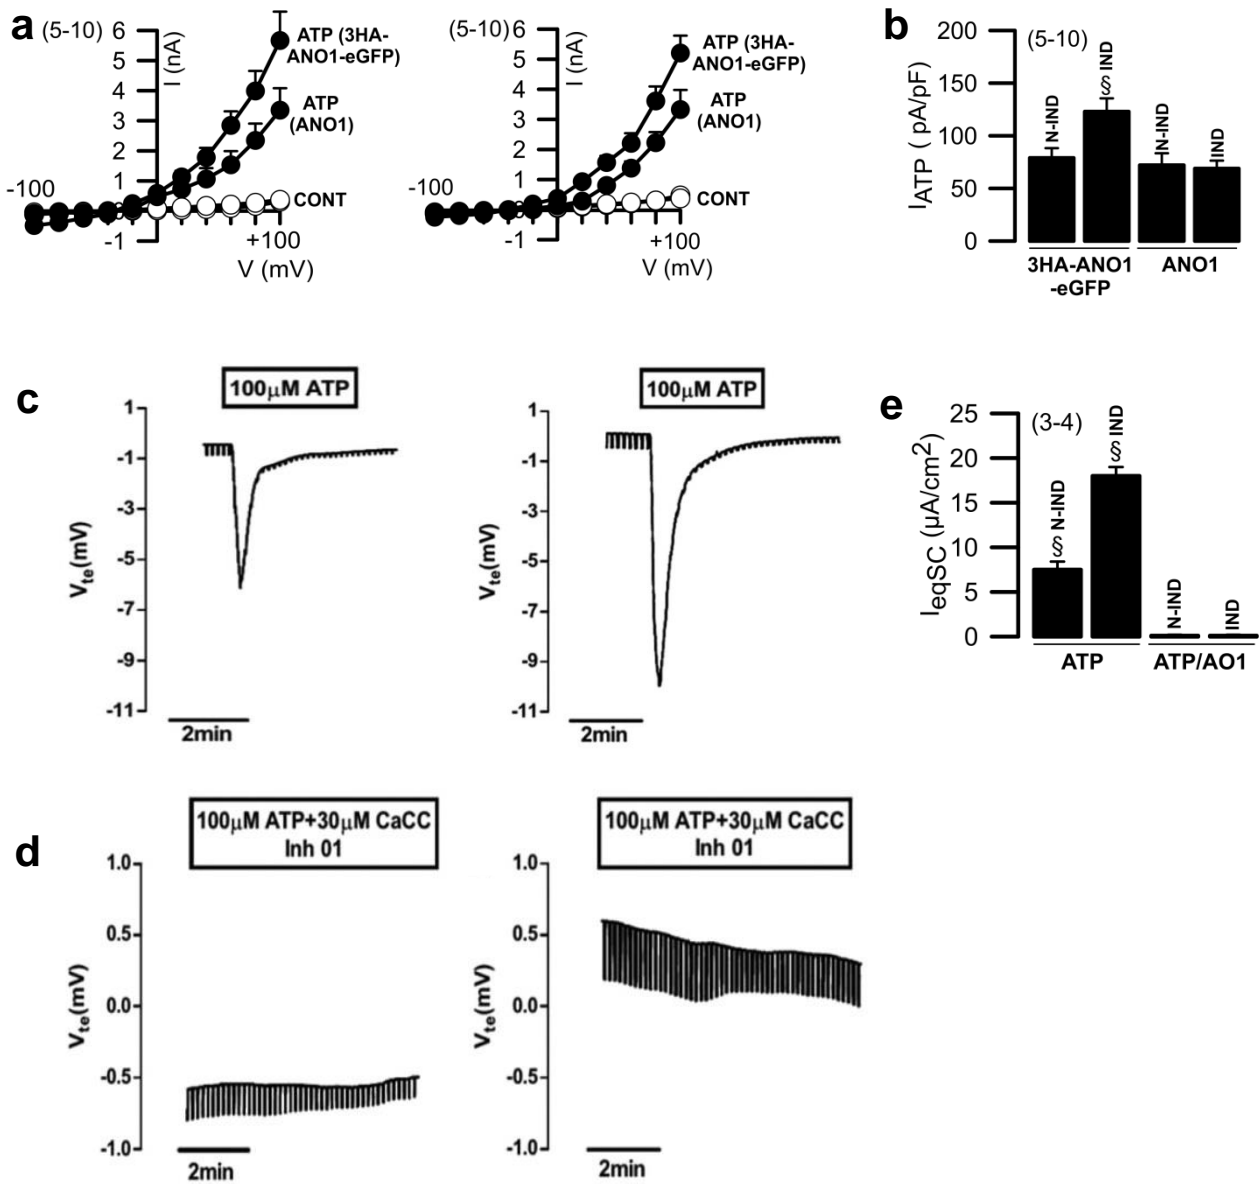 a
(5-10)
6
5
4
3
2
1
-1
I (nA)
ATP (3HA-
ANO1-eGFP)
ATP
(ANO1)
CONT
-100
+100
V (mV)
(5-10)
6
5
4
3
2
1
-1
I (nA)
ATP (3HA-
ANO1-eGFP)
ATP
(ANO1)
CONT
-100
+100
V (mV)
b
(5-10)
200
150
100
50
0
IATP ( pA/pF)
N-IND
§ IND
N-IND
IND
3HA-ANO1
-eGFP
ANO1
c
100µM ATP
1
-1
-3
-5
-7
-9
-11
Vte(mV)
2min
100µM ATP
1
-1
-3
-5
-7
-9
-11
Vte(mV)
2min
e
(3-4)
25
20
15
10
5
0
IeqSC (µA/cm2)
§ N-IND
§ IND
N-IND
IND
ATP
ATP/AO1
d
100µM ATP+30µM CaCC
Inh 01
1.0
0.5
0.0
-0.5
-1.0
Vte(mV)
2min
100µM ATP+30µM CaCC
Inh 01
1.0
0.5
0.0
-0.5
-1.0
Vte(mV)
2min